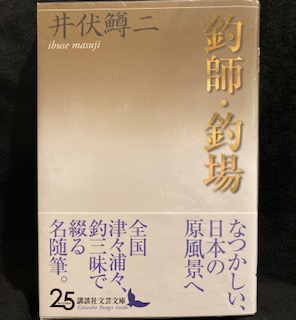 井伏鱒二
ibuse masuji
釣師・釣場
なつかしい、
日本の
原風景へ
全国
津々浦々、
釣三昧で
綴る
名随筆。
25
講談社文芸文庫
Kodansha Bungei bunko